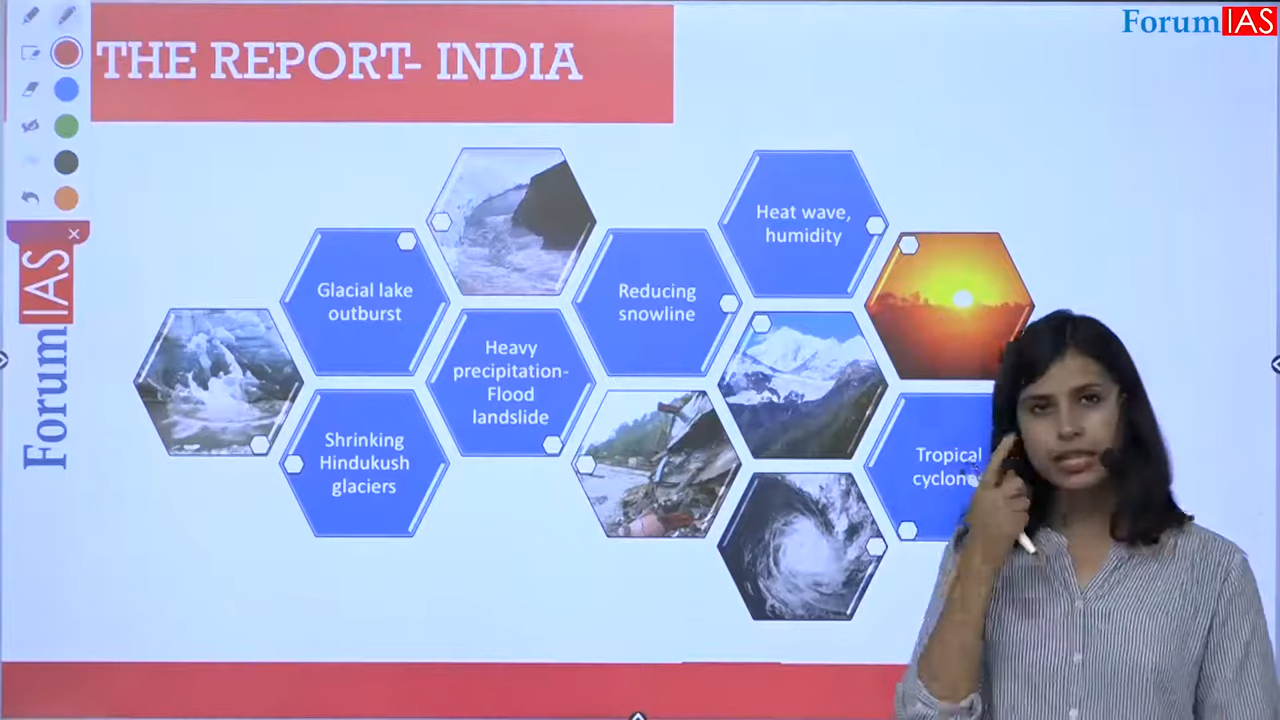 ForumIAS
THE REPORT- INDIA
Heat wave,
humidity
Glacial lake
outburst
Reducing
snowline
Heavy
precipitation-
Flood
landslide
Shrinking
Hindukush
glaciers
Tropical
ForumIAS